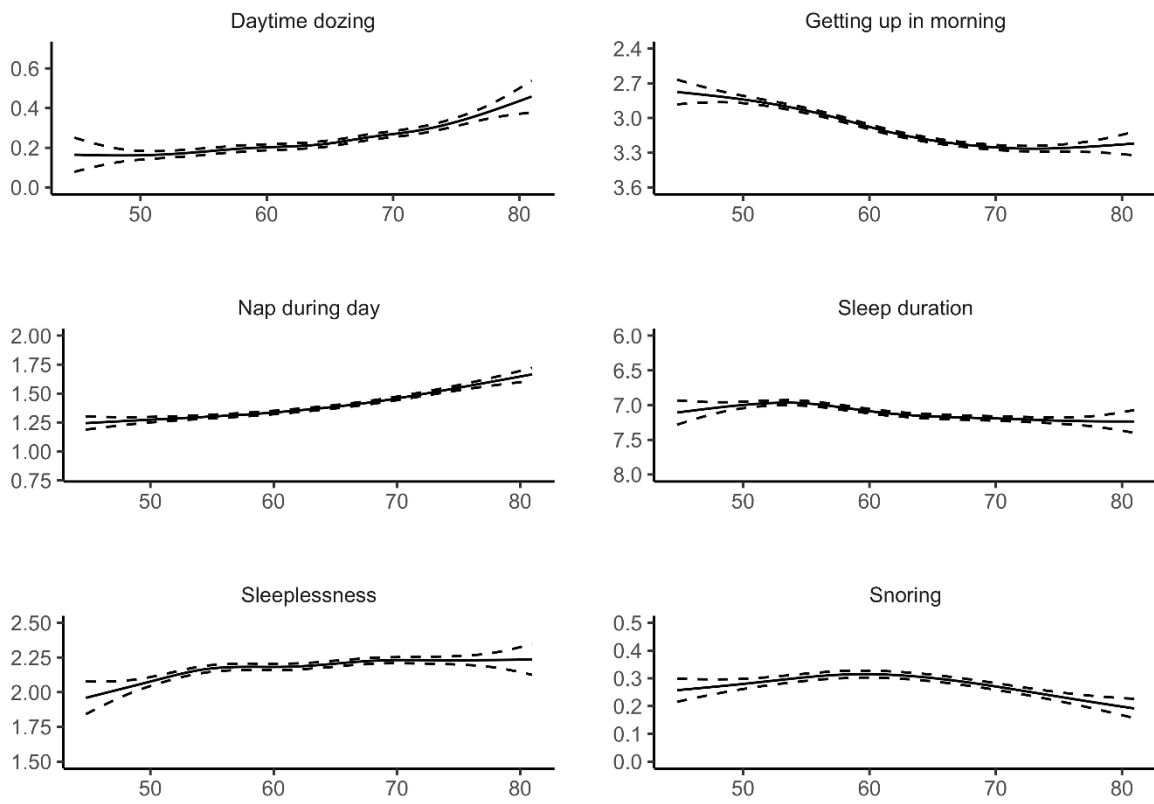 Daytime dozing
0.6
0.4
0.2
0.0
50 60 70 80
Getting up in morning
2.4
2.7
3.0
3.3
3.6
50 60 70 80
Nap during day
2.00
1.75
1.50
1.25
1.00
0.75
50 60 70 80
Sleep duration
6.0
6.5
7.0
7.5
8.0
50 60 70 80
Sleeplessness
2.50
2.25
2.00
1.75
1.50
50 60 70 80
Snoring
0.5
0.4
0.3
0.2
0.1
0.0
50 60 70 80